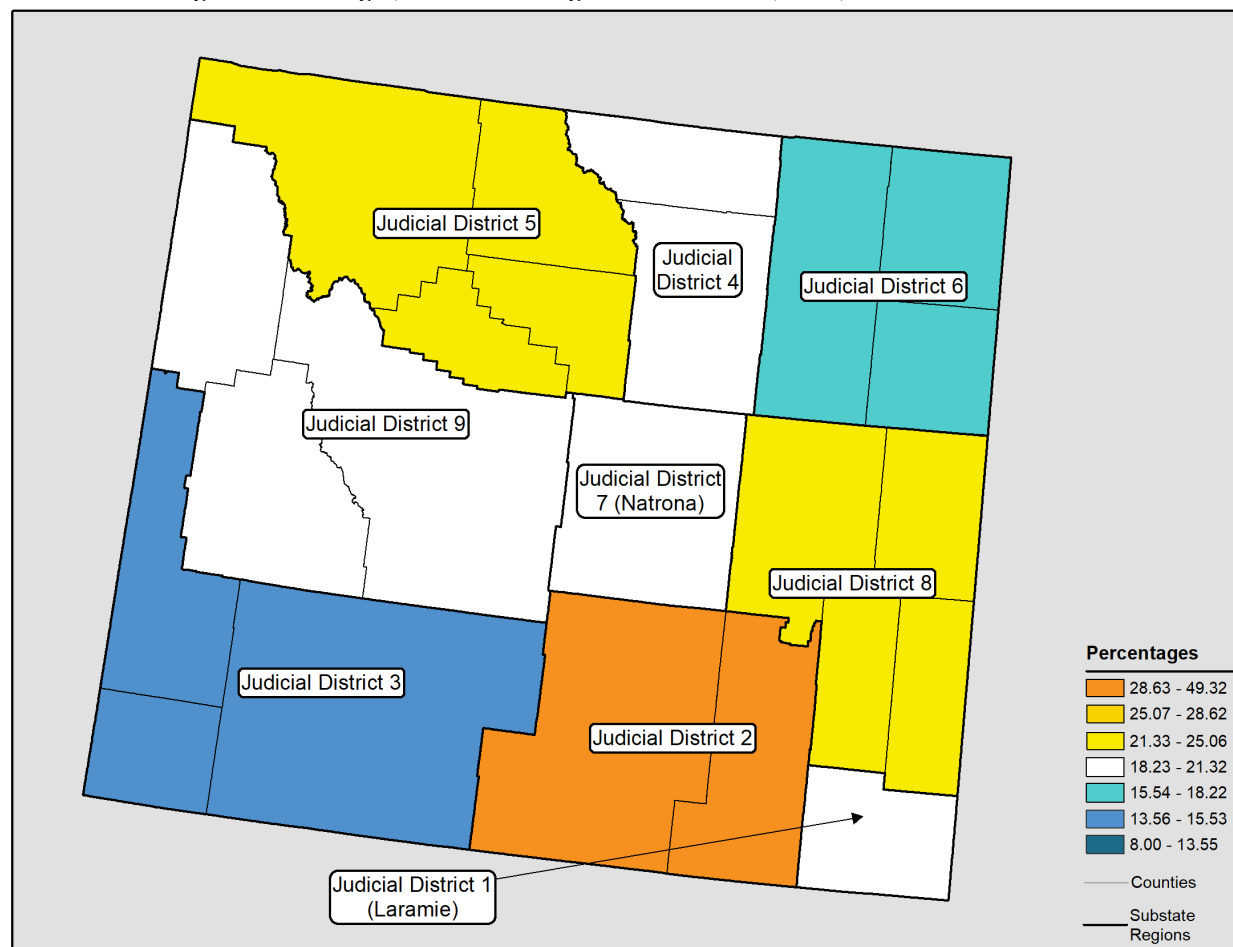 Judicial District 5
Judicial
District 4
Judicial District 6
Judicial District 9
Judicial District
7 (Natrona)
Judicial District 8
Judicial District 3
Judicial District 2
Judicial District 1
(Laramie)
Percentages
28.63 - 49.32
25.07 - 28.62
21.33 - 25.06
18.23 - 21.32
15.54 - 18.22
13.56 - 15.53
8.00 - 13.55
Counties
Substate
Regions